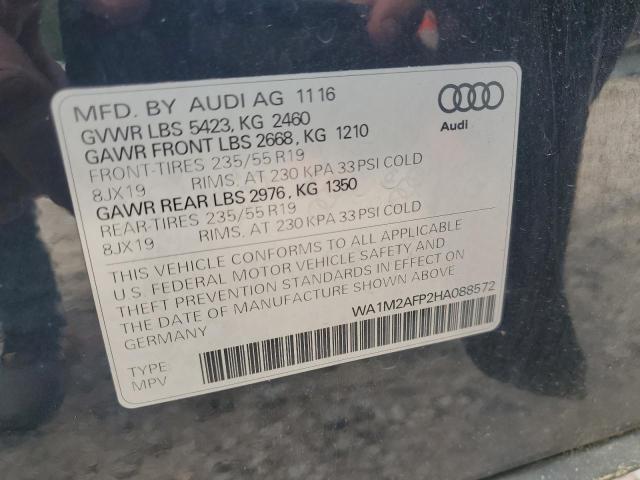 MFD. BY AUDI AG 1116
GVWR LBS 5423, KG 2460
GAWR FRONT LBS 2668, KG 1210
FRONT-TIRES 235/55 R19
8JX19 RIMS, AT 230 KPA 33 PSI COLD
GAWR REAR LBS 2976, KG 1350
REAR-TIRES 235/55 R19
8JX19 RIMS, AT 230 KPA 33 PSI COLD
Audi
THIS VEHICLE CONFORMS TO ALL APPLICABLE
U.S. FEDERAL MOTOR VEHICLE SAFETY AND
THEFT PREVENTION STANDARDS IN EFFECT ON
THE DATE OF MANUFACTURE SHOWN ABOVE
GERMANY
WA1M2AFP2HA088572
TYPE:
MPV